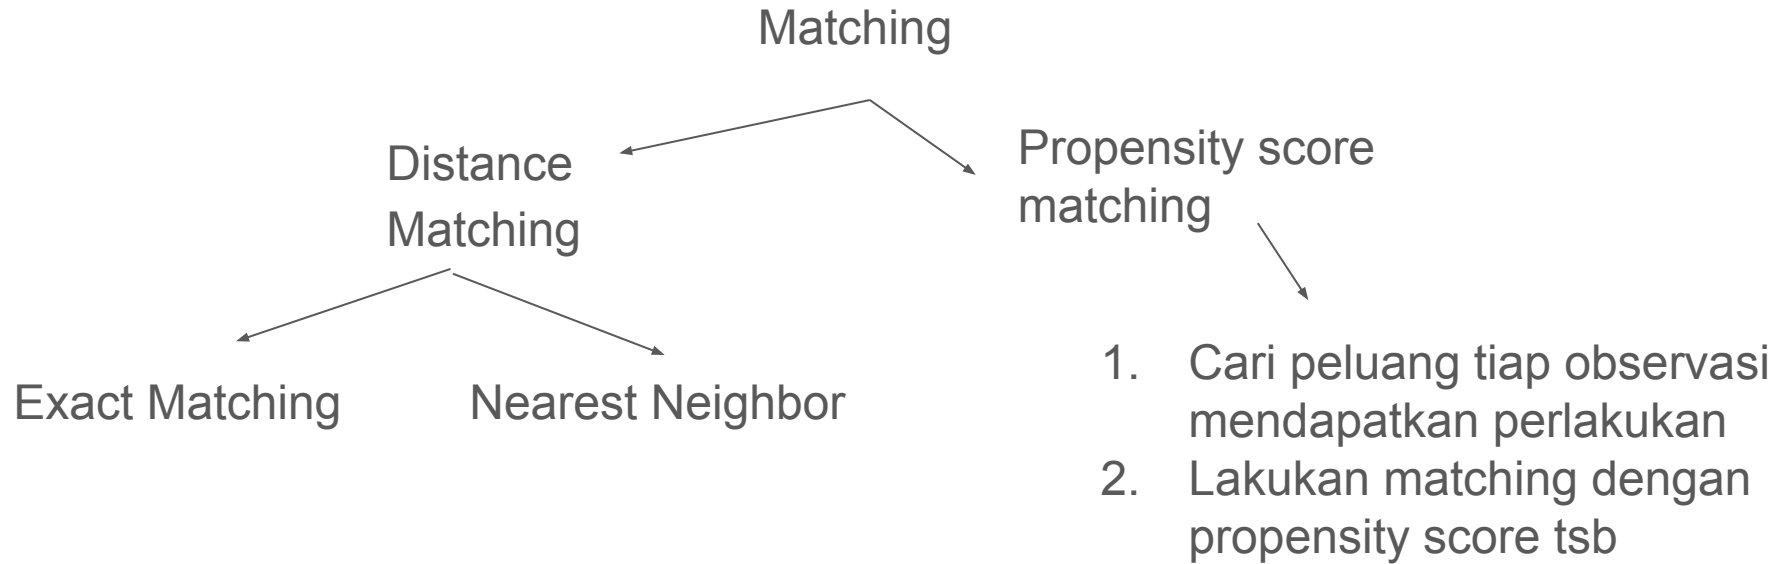 Matching
Distance
Matching
Propensity score
matching
Exact Matching
Nearest Neighbor
1. Cari peluang tiap observasi
mendapatkan perlakukan
2. Lakukan matching dengan
propensity score tsb